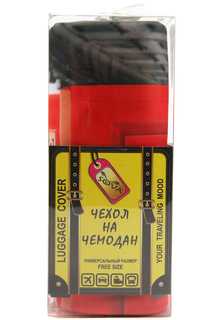 LUGGAGE COVER
ЧЕХОЛ
НА
ЧЕМОДАН
УНИВЕРСАЛЬНЫЙ РАЗМЕР
FREE SIZE
YOUR TRAVELING MOOD